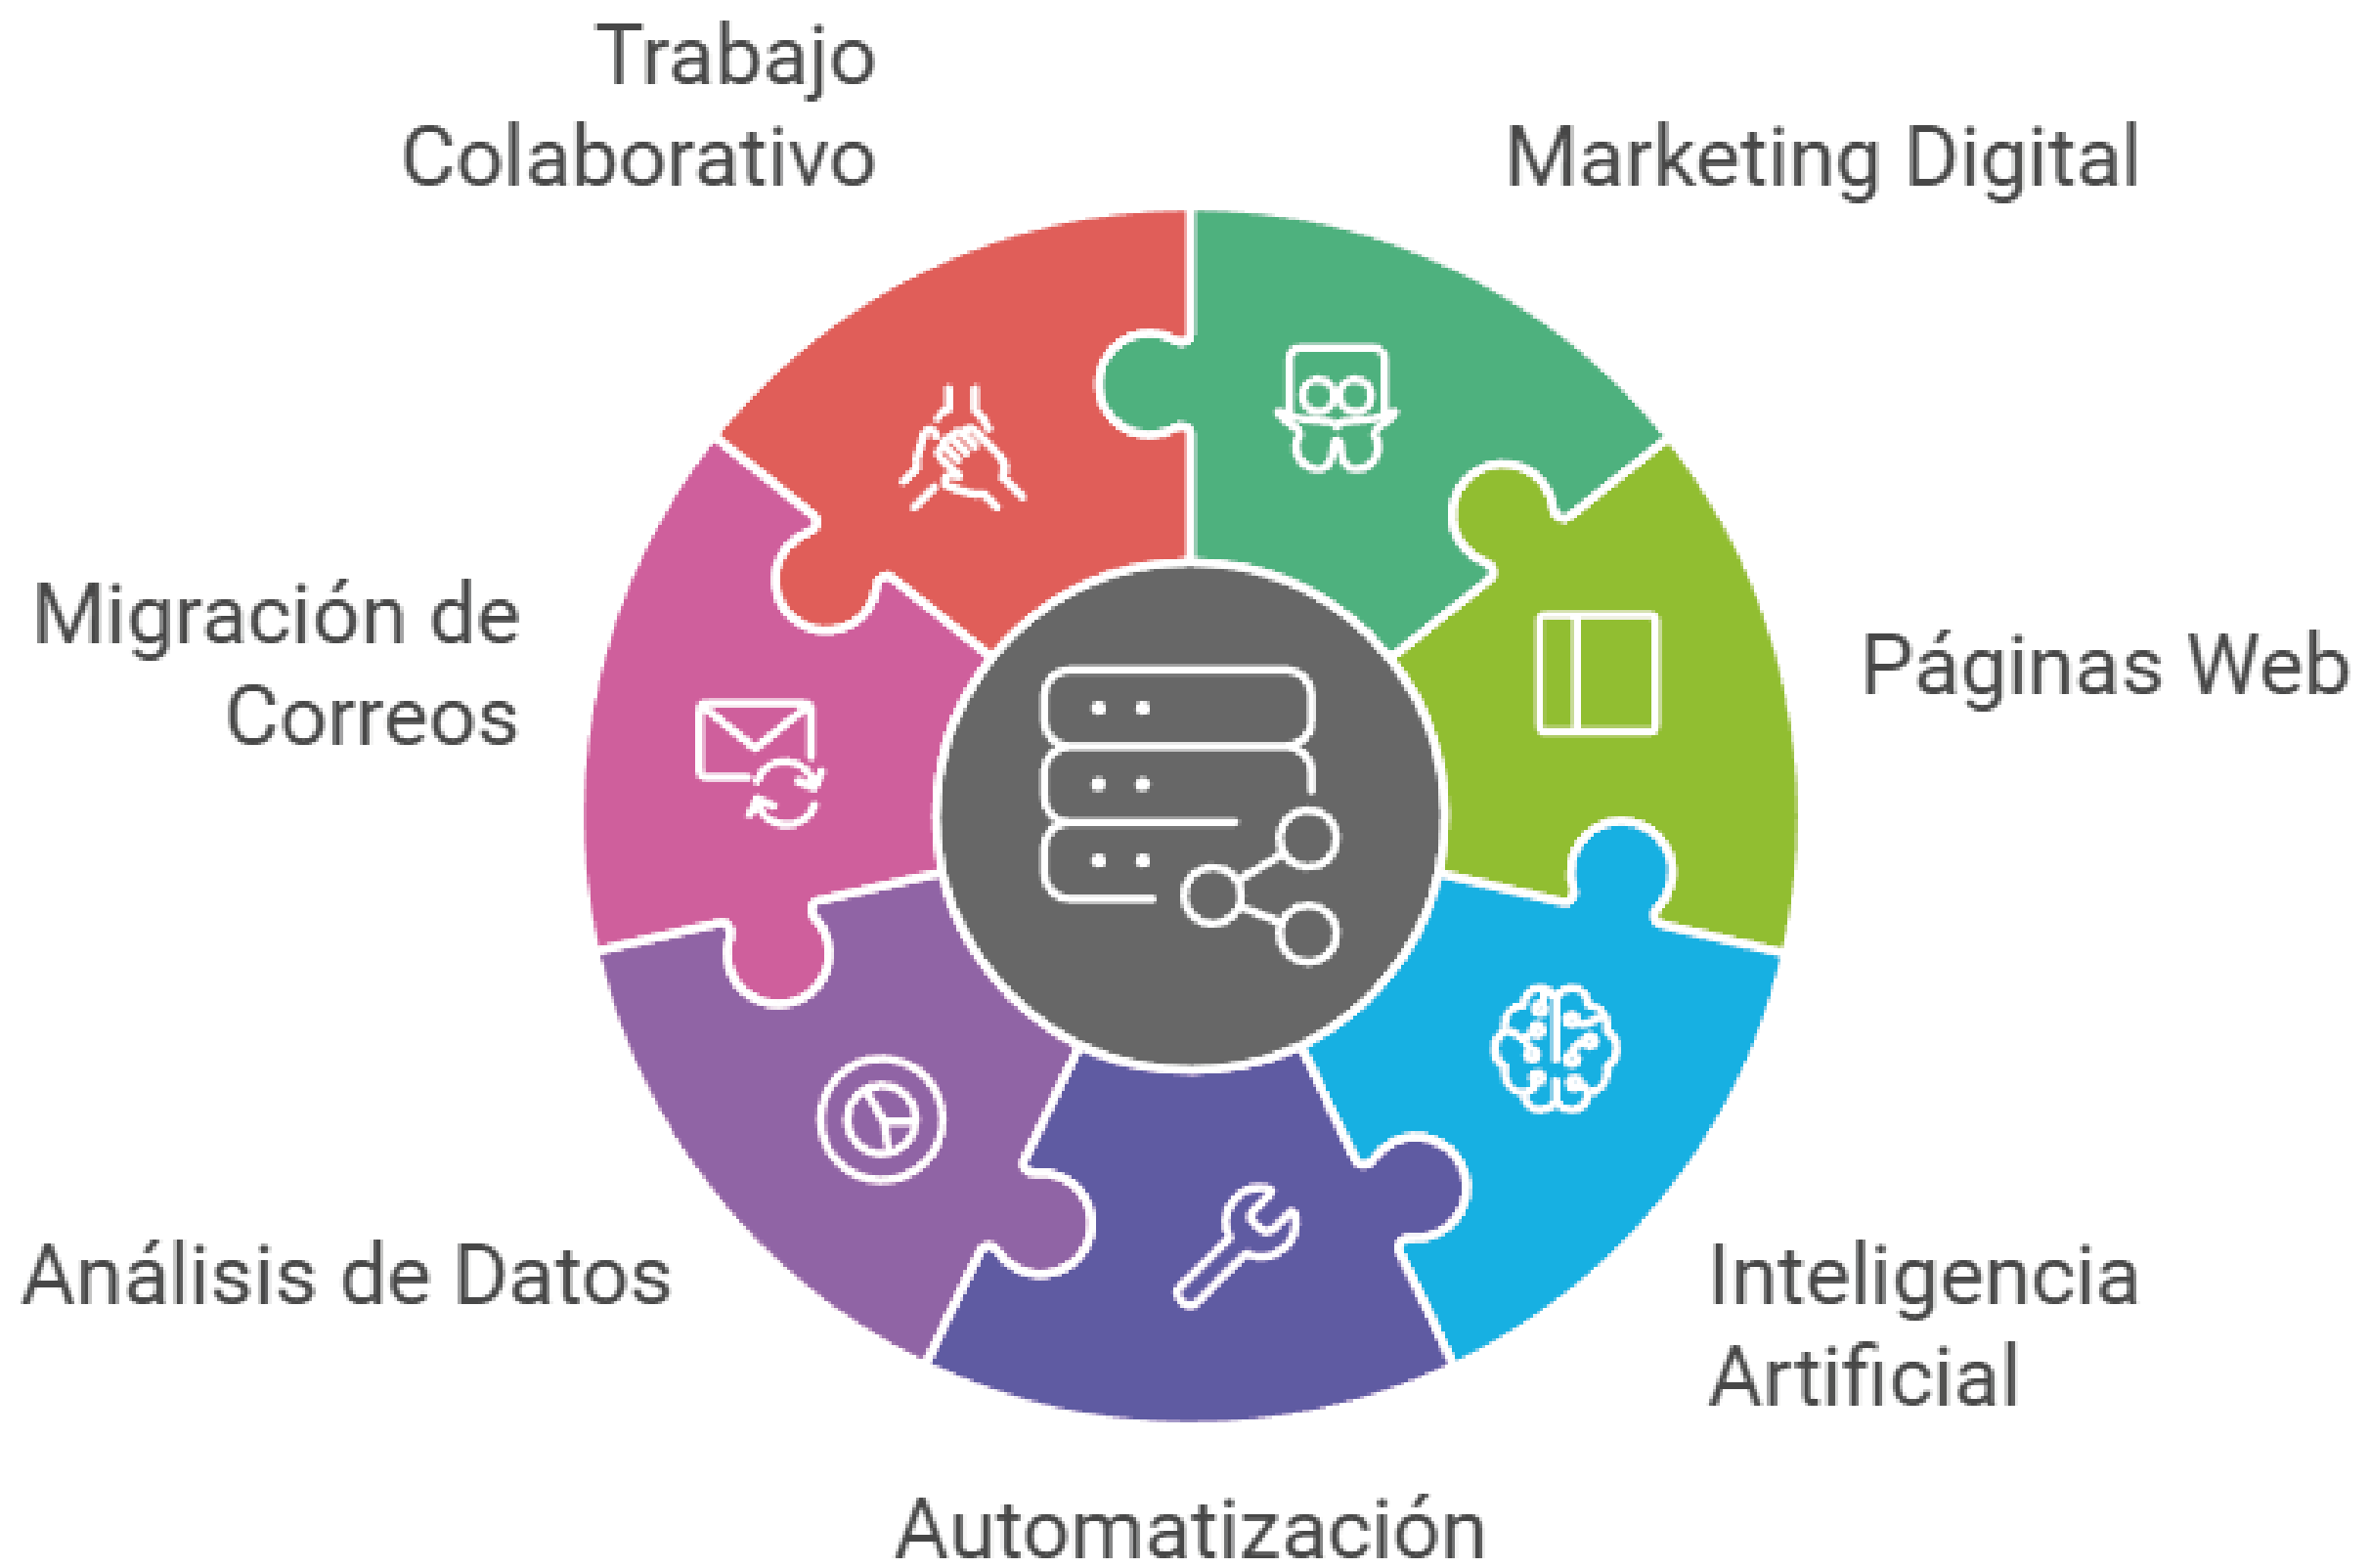 Trabajo
Colaborativo
Marketing Digital
Migración de
Correos
Páginas Web
Análisis de Datos
Inteligencia
Artificial
Automatización